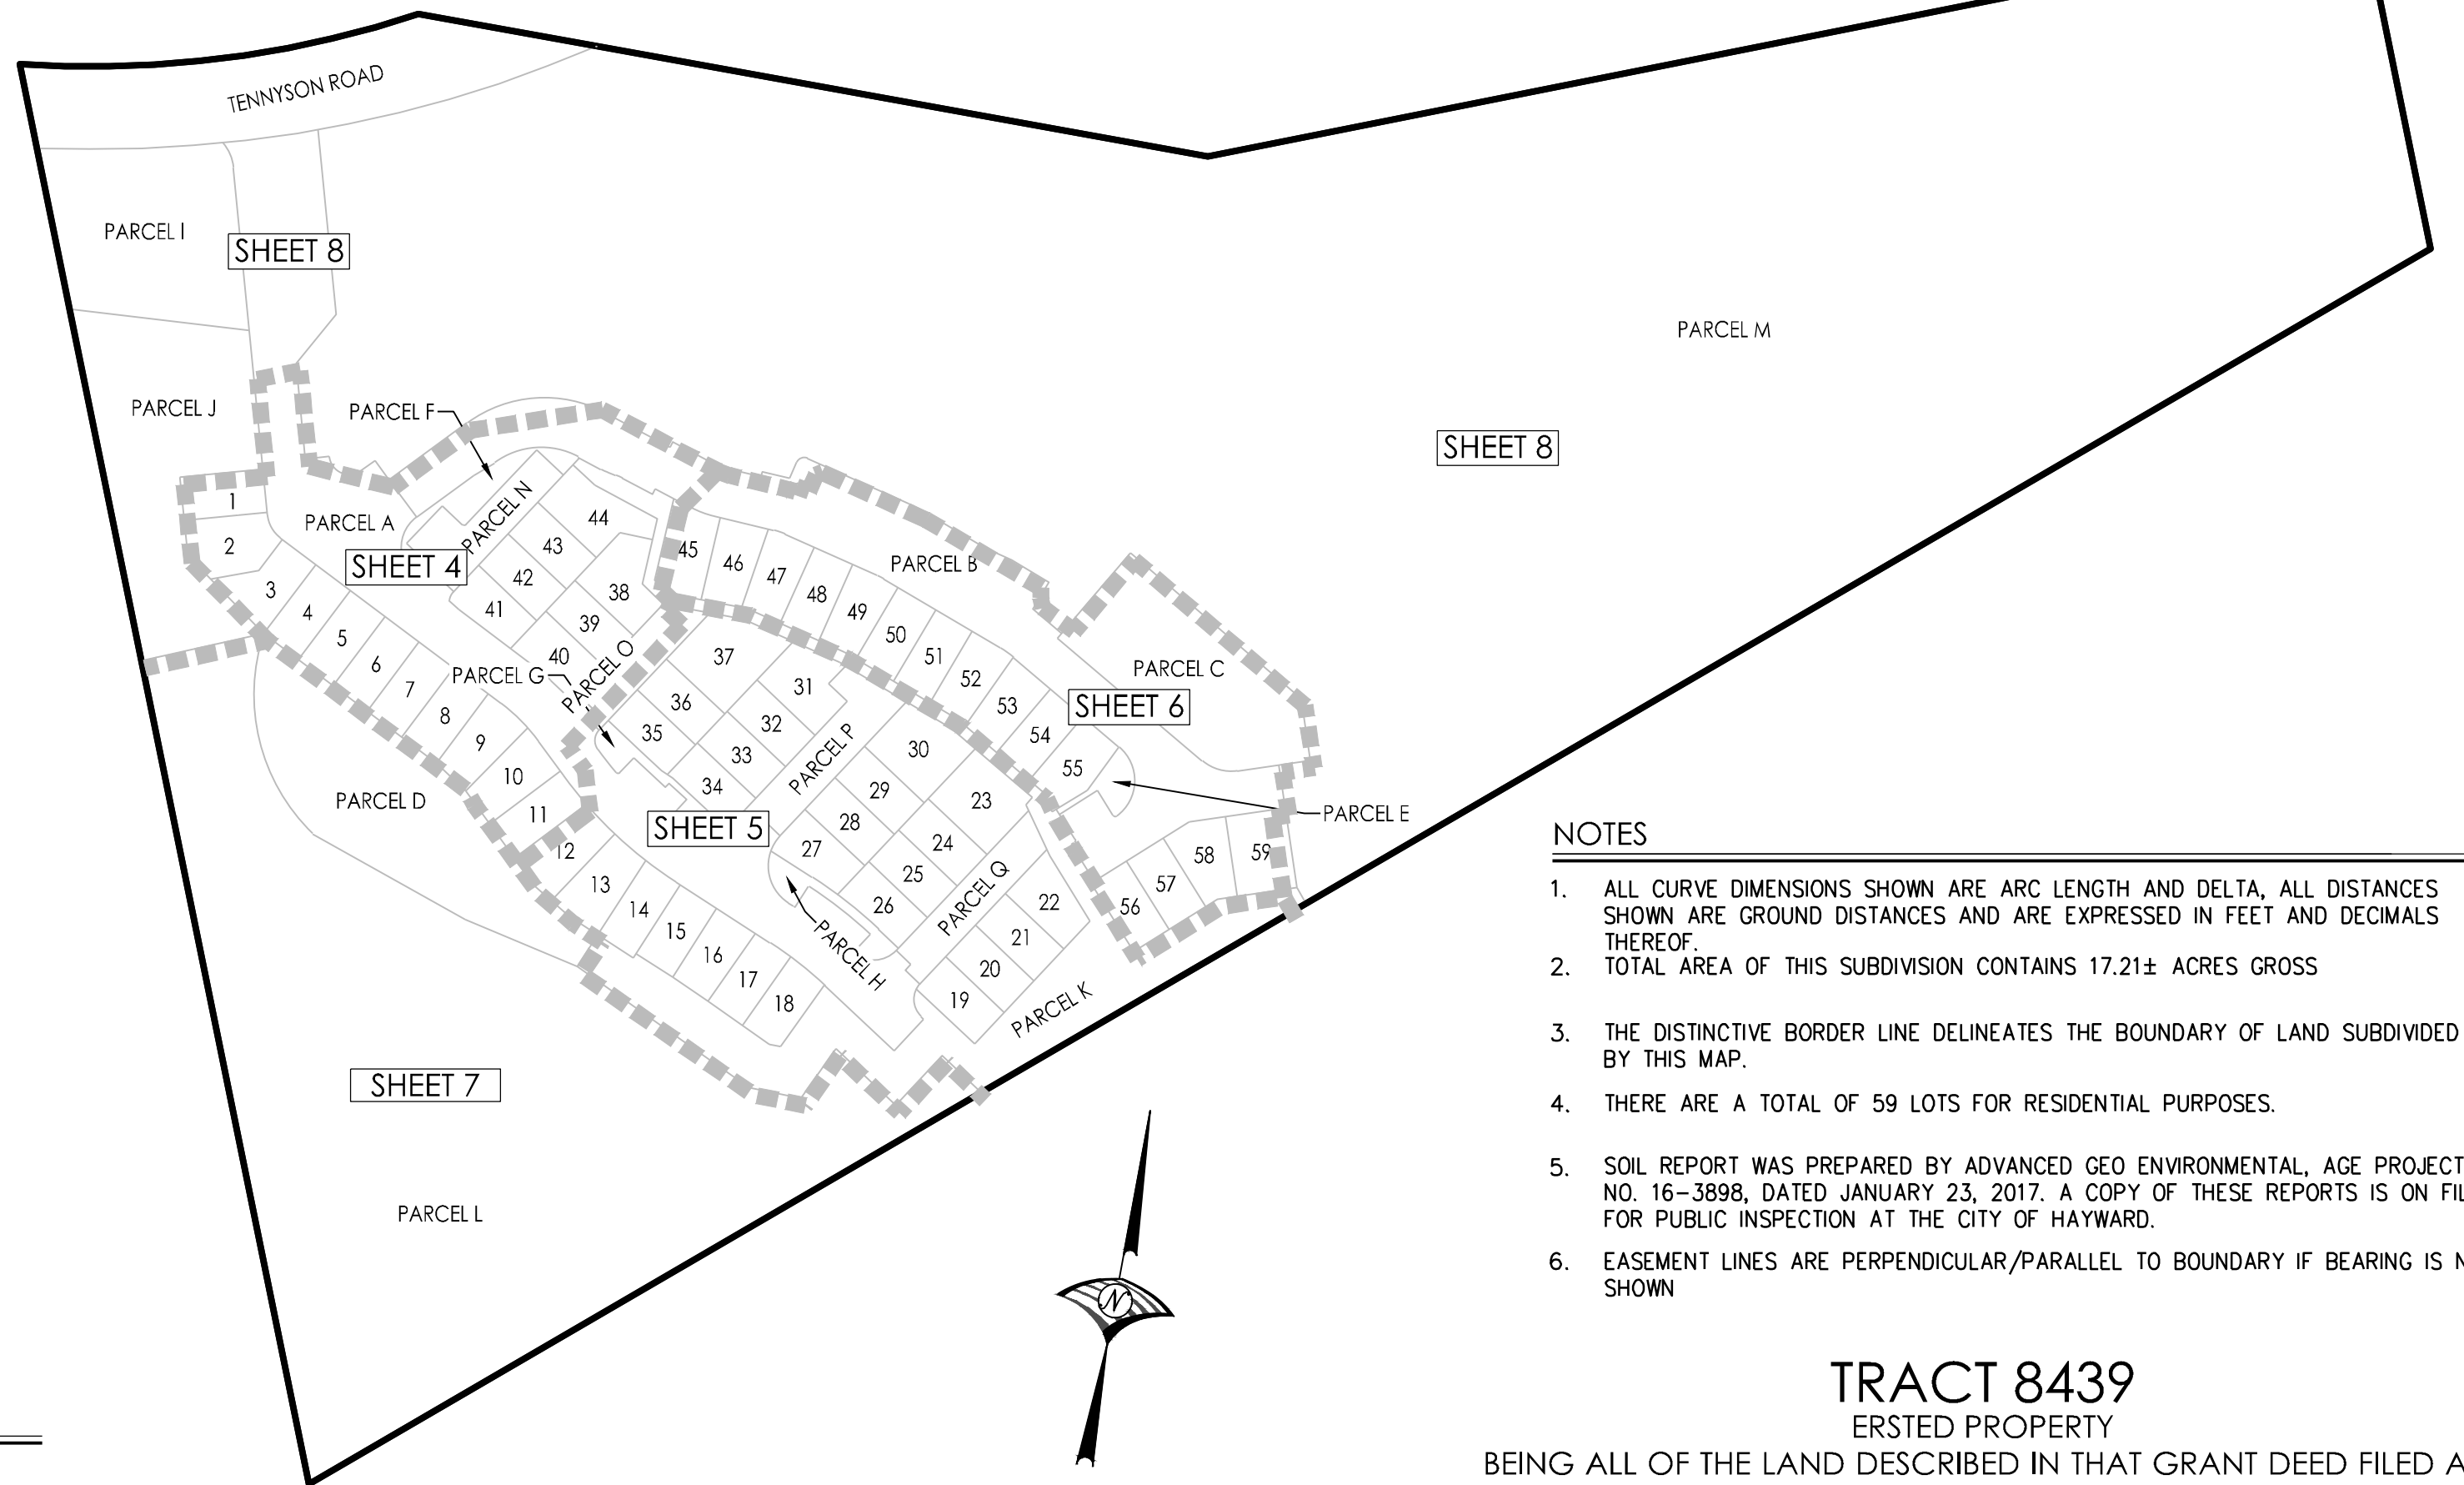 TENNYSON ROAD
PARCEL I
SHEET 8
PARCEL M
PARCEL J
PARCEL F
SHEET 8
PARCEL N
1
PARCEL A
44
2
43
45
46
PARCEL B
SHEET 4
42
47
3
38
48
4
41
39
49
5
50
6
40
37
51
PARCEL C
PARCEL G
PARCEL O
52
7
31
53
SHEET 6
8
36
32
54
9
35
33
PARCEL P
30
55
10
34
29
23
PARCEL E
PARCEL D
11
SHEET 5
28
24
12
27
58
59
13
25
PARCEL Q
57
14
26
22
56
15
21
16
PARCEL H
20
17
19
18
PARCEL K
SHEET 7
PARCEL L
N
NOTES
1. ALL CURVE DIMENSIONS SHOWN ARE ARC LENGTH AND DELTA, ALL DISTANCES
SHOWN ARE GROUND DISTANCES AND ARE EXPRESSED IN FEET AND DECIMALS
THEREOF.
2. TOTAL AREA OF THIS SUBDIVISION CONTAINS 17.21± ACRES GROSS
3. THE DISTINCTIVE BORDER LINE DELINEATES THE BOUNDARY OF LAND SUBDIVIDED
BY THIS MAP.
4. THERE ARE A TOTAL OF 59 LOTS FOR RESIDENTIAL PURPOSES.
5. SOIL REPORT WAS PREPARED BY ADVANCED GEO ENVIRONMENTAL, AGE PROJECT
NO. 16-3898, DATED JANUARY 23, 2017. A COPY OF THESE REPORTS IS ON
FOR PUBLIC INSPECTION AT THE CITY OF HAYWARD.
6. EASEMENT LINES ARE PERPENDICULAR/PARALLEL TO BOUNDARY IF BEARING IS
SHOWN
TRACT 8439
ERSTED PROPERTY
BEING ALL OF THE LAND DESCRIBED IN THAT GRANT DEED FILED